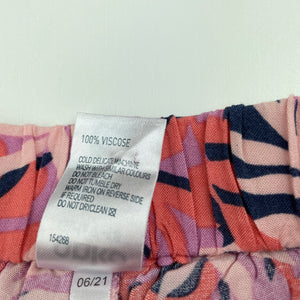 100% VISCOSE
COLD DELICATE MACHINE
WASH WITH SIMILAR COLOURS
DO NOT BLEACH
DO NOT TUMBLE DRY
WARM IRON ON REVERSE SIDE
IF REQUIRED
DO NOT DRYCLEAN
154268
06/21